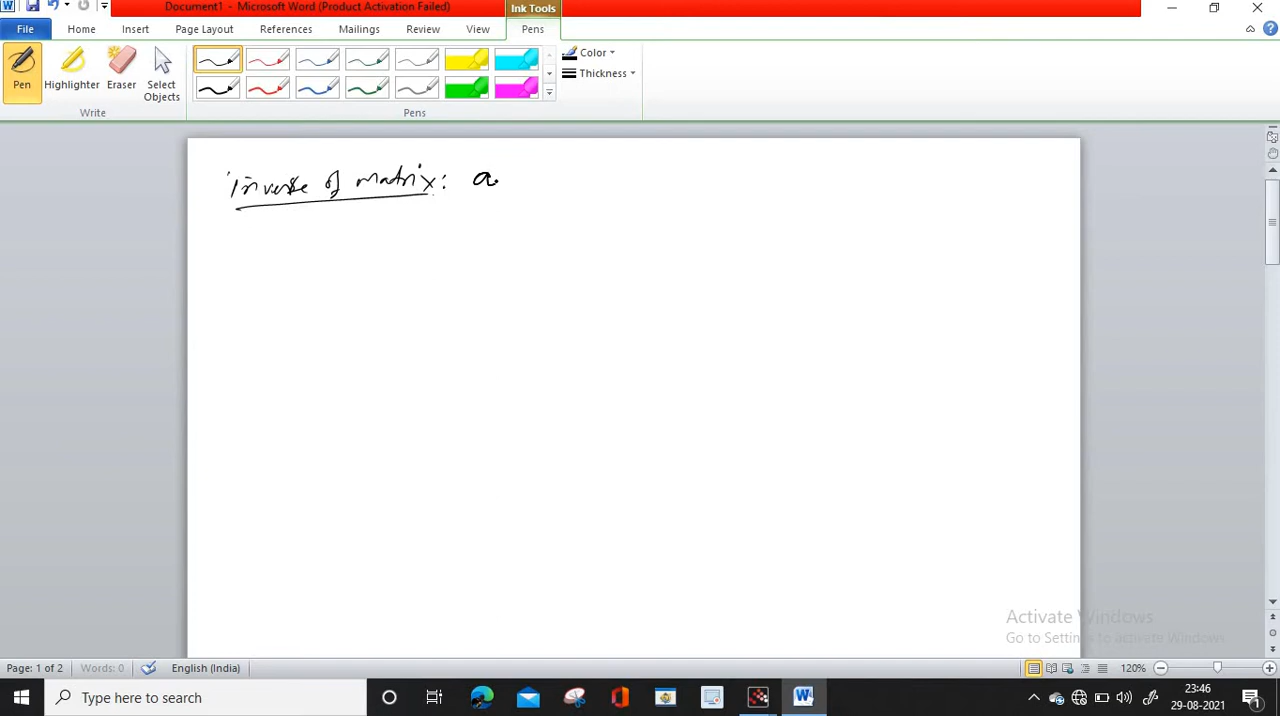 Document1 - Microsoft Word (Product Activation Failed)
Ink Tools
File Home Insert Page Layout References Mailings Review View Pens
Pen Highlighter Eraser Select Objects
Color
Thickness
Write
Pens
Inverse of matrix: a
Activate Windows
Go to Settings to activate Windows.
Page: 1 of 2 Words: 0 English (India) 120%
Type here to search
23:46
29-08-2021